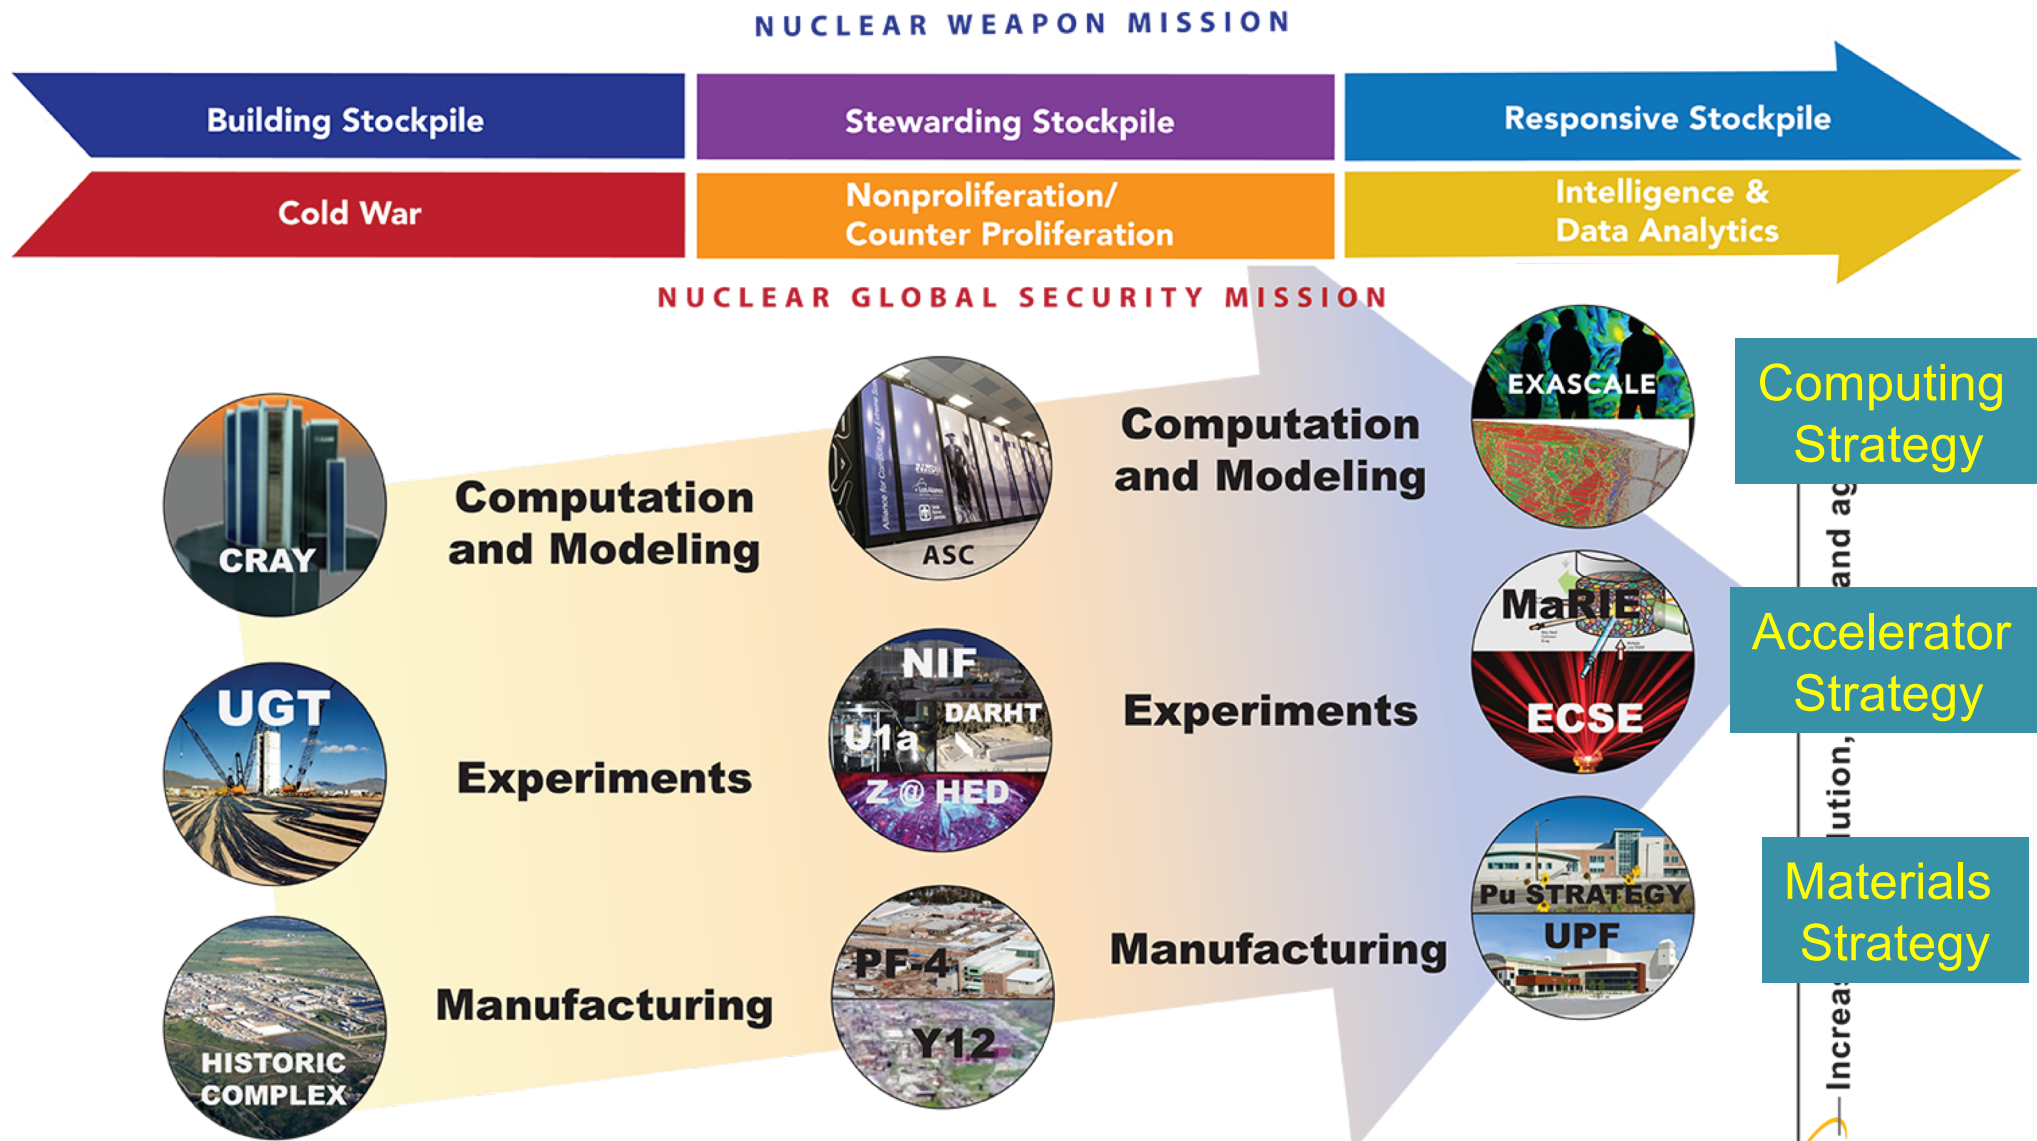 NUCLEAR WEAPON MISSION
Building Stockpile
Stewarding Stockpile
Responsive Stockpile
Cold War
Nonproliferation/
Counter Proliferation
Intelligence &
Data Analytics
NUCLEAR GLOBAL SECURITY MISSION
CRAY
Computation
and Modeling
ASC
Computation
and Modeling
EXASCALE
Computing
Strategy
UGT
Experiments
NIF
DARHT
U1a
Z @ HED
Experiments
MaRIE
ECSE
Accelerator
Strategy
HISTORIC
COMPLEX
Manufacturing
PF-4
Y12
Manufacturing
Pu STRATEGY
UPF
Materials
Strategy
and